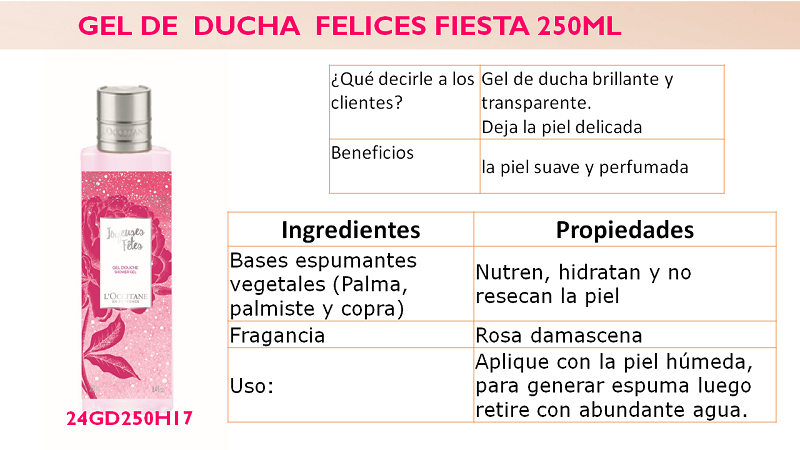 GEL DE DUCHA FELICES FIESTA 250ML
¿Qué decirle a los
clientes?
Gel de ducha brillante y
transparente.
Deja la piel delicada
Beneficios
la piel suave y perfumada
Ingredientes
Propiedades
Bases espumantes
vegetales (Palma,
palmiste y copra)
Nutren, hidratan y no
resecan la piel
Fragancia
Rosa damascena
Uso:
Aplique con la piel húmeda,
para generar espuma luego
retire con abundante agua.
L'OCCITANE
Joyeuses
Fêtes
GEL DOUCHE
SHOWER GEL
L'OCCITANE
EN PROVENCE
24GD250H17